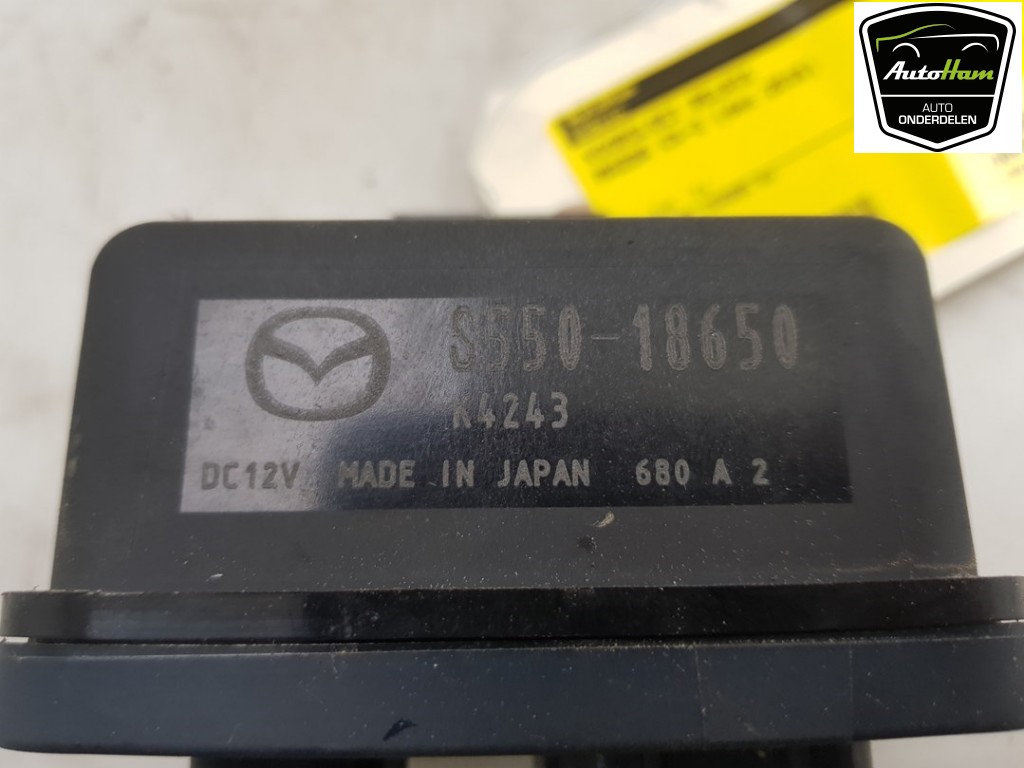 AutoHam
AUTO
ONDERDELEN
S550-18650
K4243
DC12V MADE IN JAPAN 680 A 2